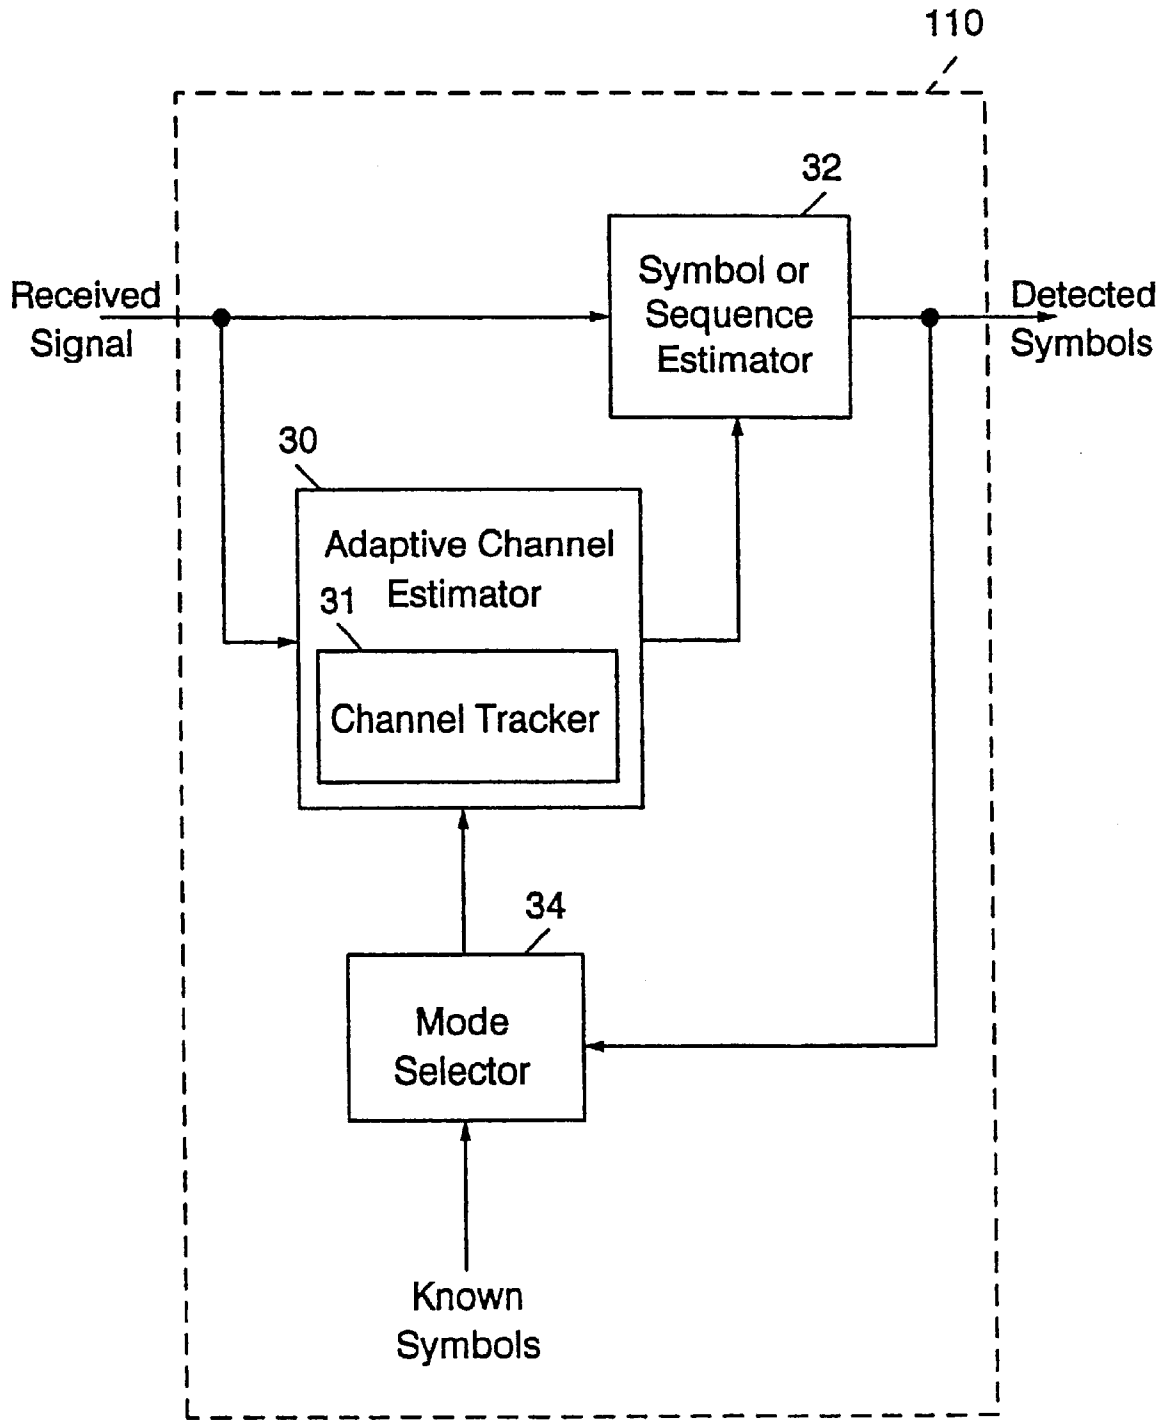 110
32
Symbol or
Sequence
Estimator
Received
Signal
Detected
Symbols
30
Adaptive Channel
Estimator
31
Channel Tracker
34
Mode
Selector
Known
Symbols